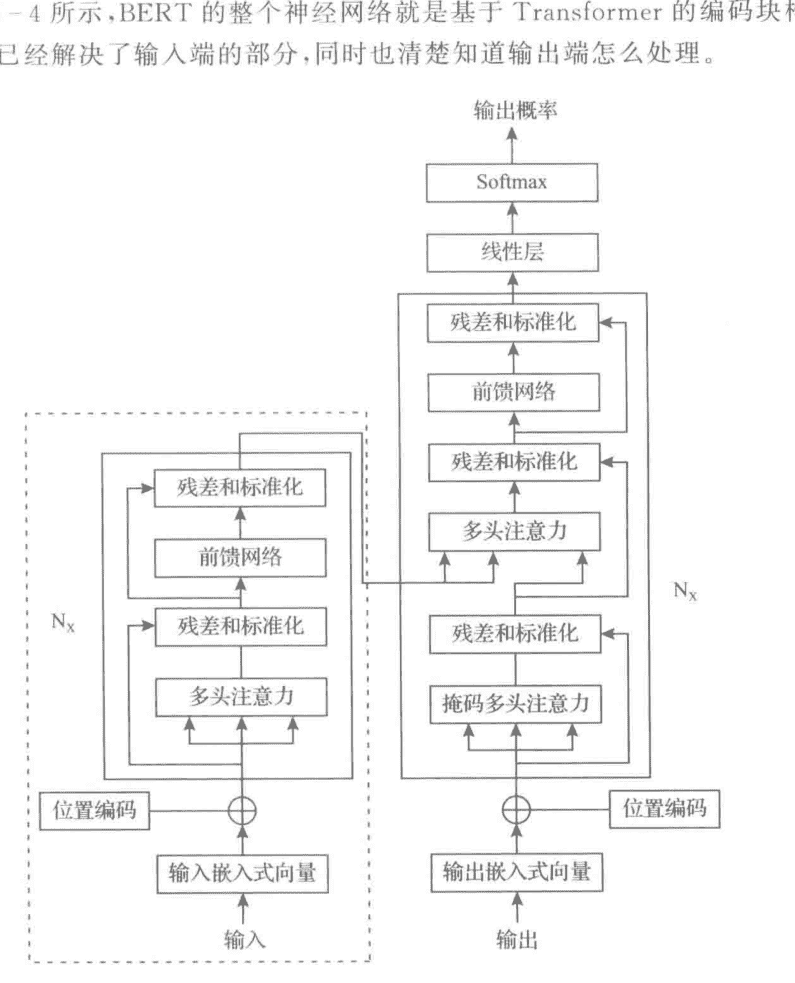 -4 所示,BERT 的整个神经网络就是基于 Transformer 的编码块
已经解决了输入端的部分,同时也清楚知道输出端怎么处理。
输出概率
Softmax
线性层
残差和标准化
前馈网络
残差和标准化
多头注意力
残差和标准化
掩码多头注意力
Nx
位置编码
输出嵌入式向量
输出
残差和标准化
前馈网络
残差和标准化
多头注意力
Nx
位置编码
输入嵌入式向量
输入